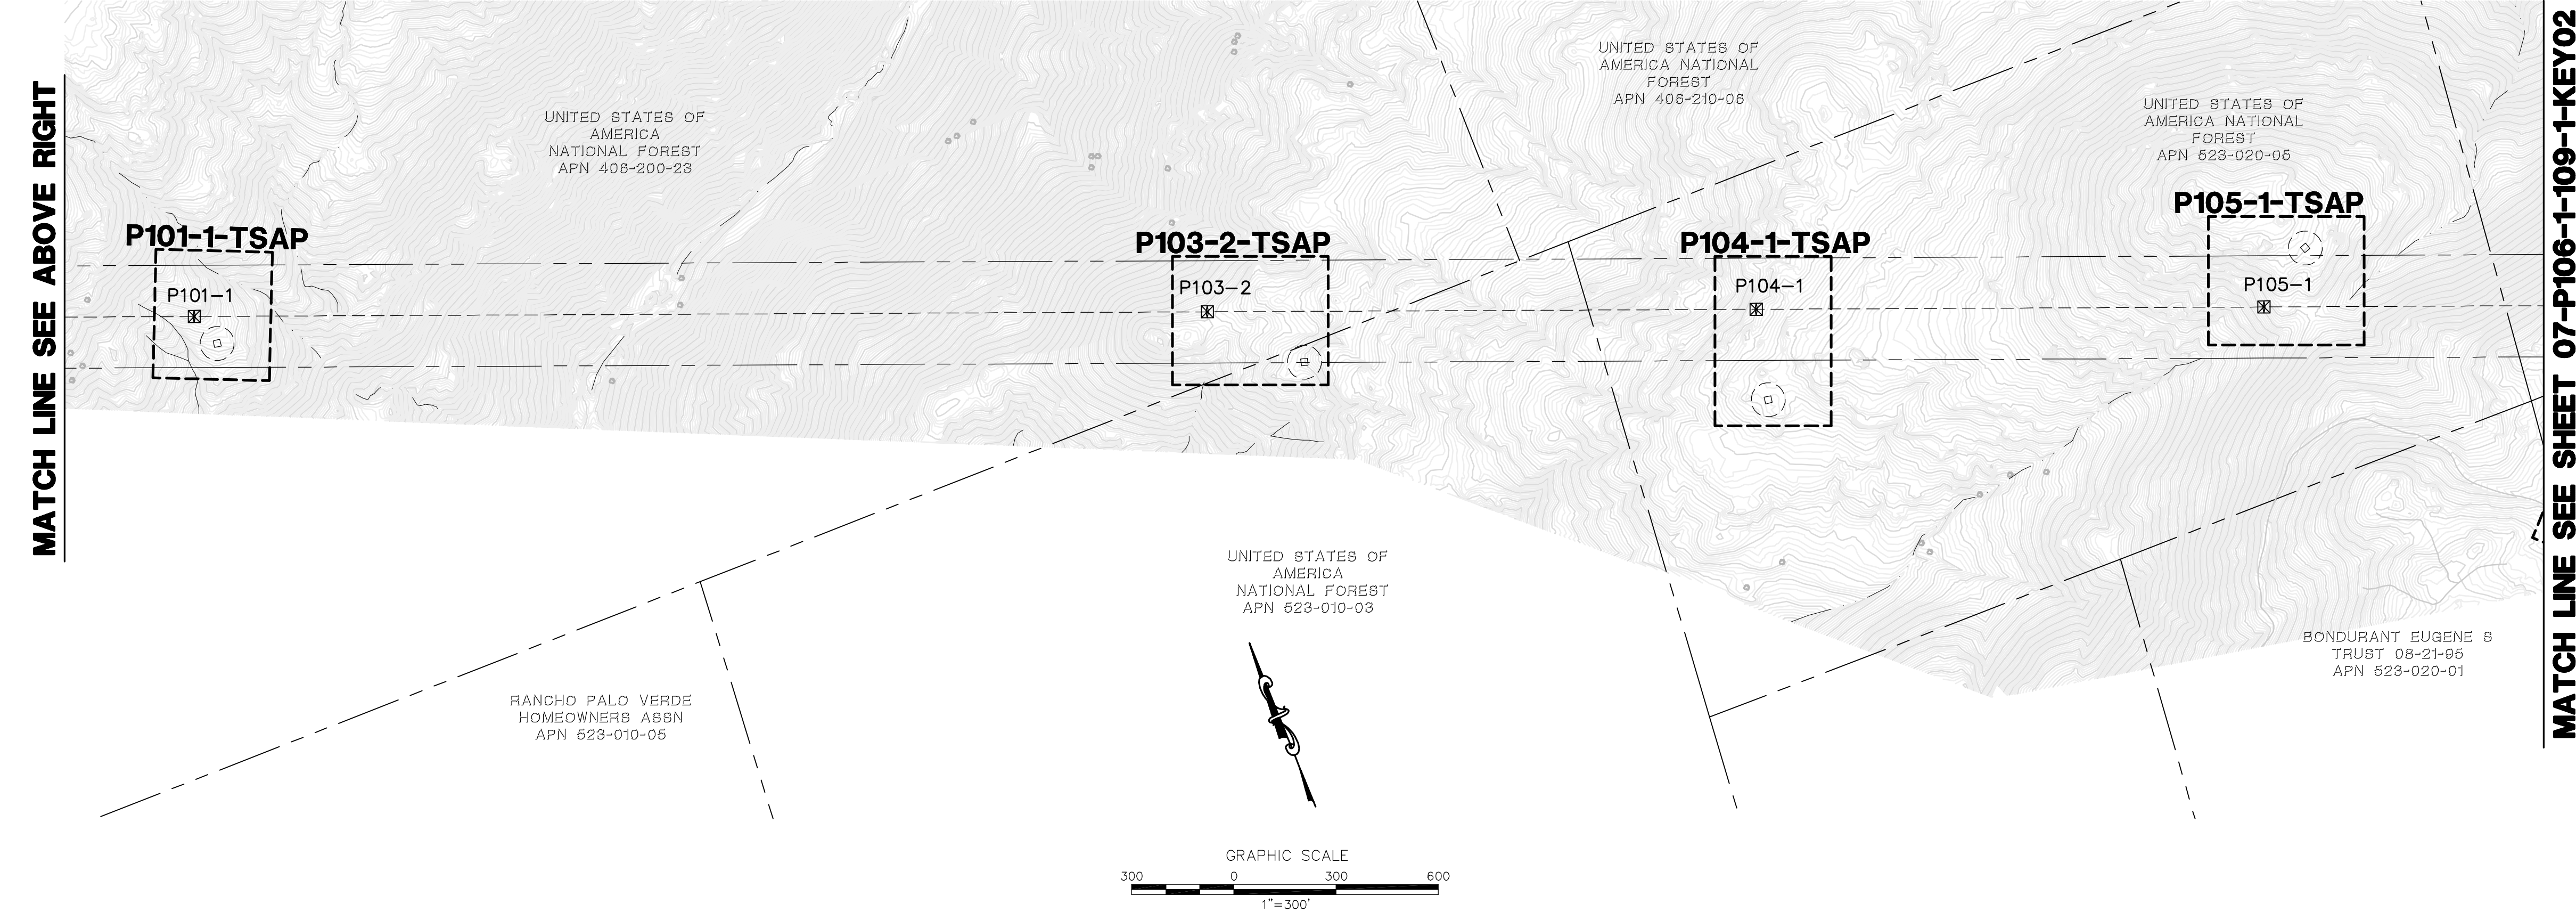 MATCH LINE SEE ABOVE RIGHT
UNITED STATES OF
AMERICA
NATIONAL FOREST
APN 406-200-23
UNITED STATES OF
AMERICA NATIONAL
FOREST
APN 406-210-06
UNITED STATES OF
AMERICA NATIONAL
FOREST
APN 523-020-05
P101-1-TSAP
P101-1
P103-2-TSAP
P103-2
P104-1-TSAP
P104-1
P105-1-TSAP
P105-1
UNITED STATES OF
AMERICA
NATIONAL FOREST
APN 523-010-03
RANCHO PALO VERDE
HOMEOWNERS ASSN
APN 523-010-05
BONDURANT EUGENE S
TRUST 08-21-95
APN 523-020-01
GRAPHIC SCALE
300 0 300 600
1"=300'
MATCH LINE SEE SHEET 07-P106-1-109-1-KEY02